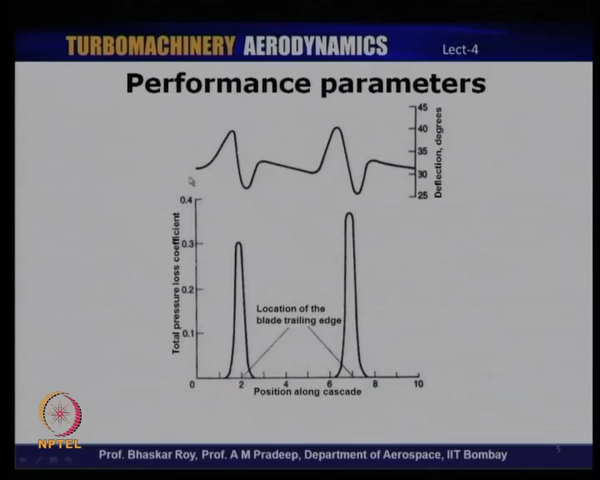 TURBOMACHINERY AERODYNAMICS
Lect-4
Performance parameters
45
40
35
30
25
Deflection, degrees
0.4
0.3
0.2
0.1
Total pressure loss coefficient
Location of the
blade trailing edge
0 2 4 6 8 10
Position along cascade
NPTEL
Prof. Bhaskar Roy, Prof. A M Pradeep, Department of Aerospace, IIT Bombay
5